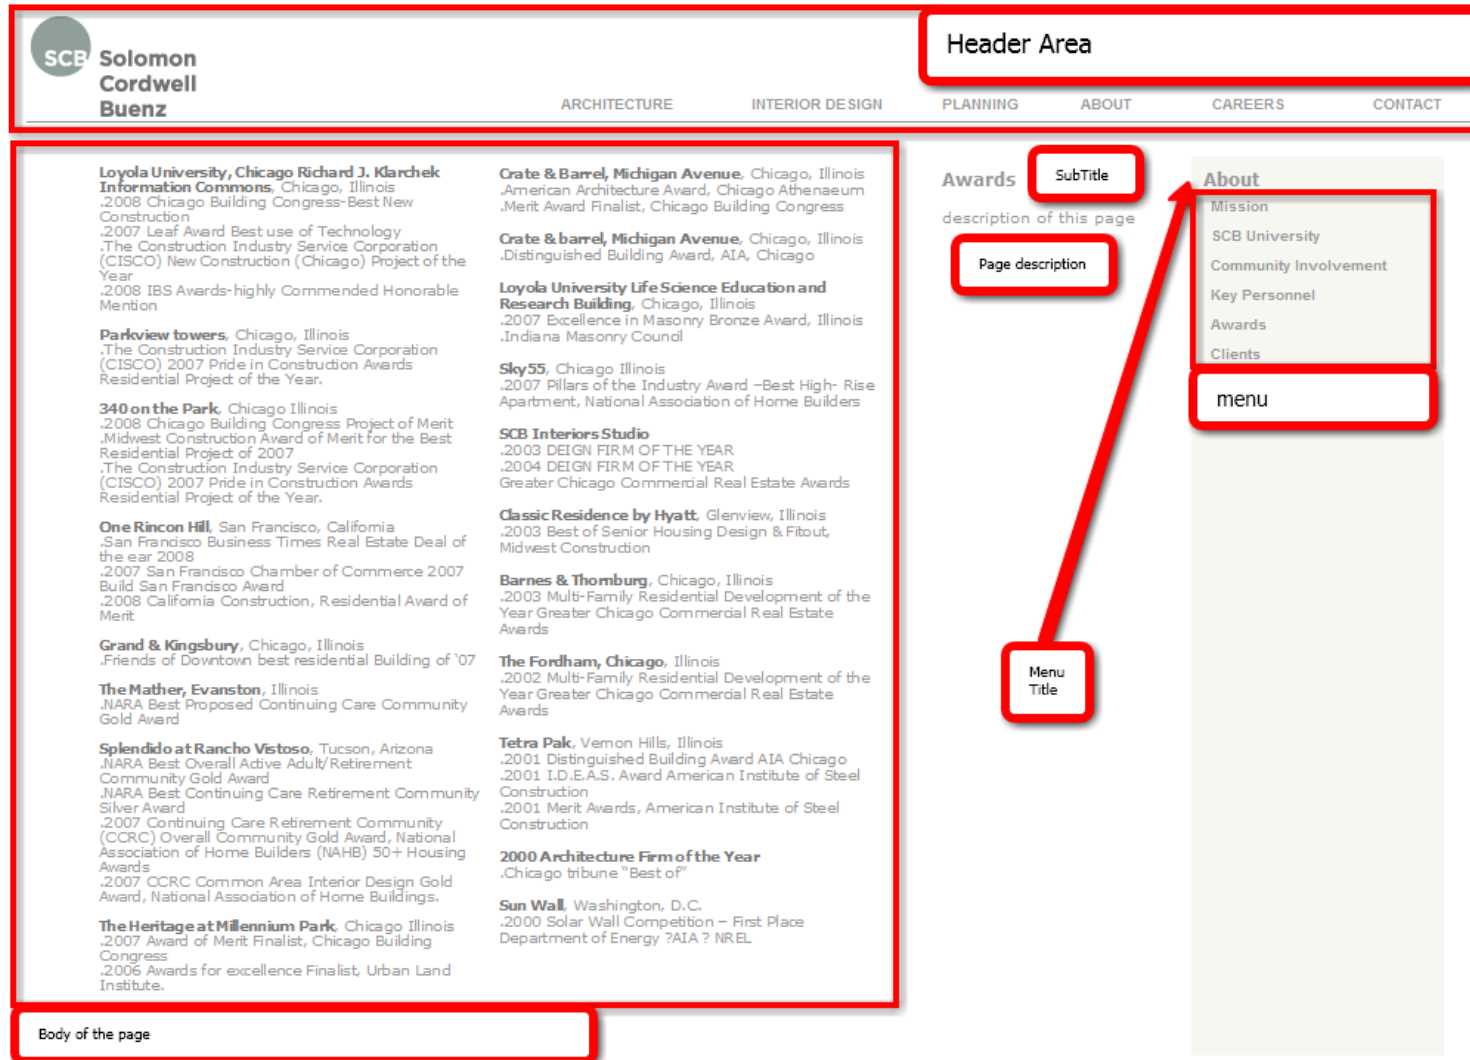 SCB Solomon
Cordwell
Buenz
Header Area
ARCHITECTURE INTERIOR DESIGN PLANNING ABOUT CAREERS CONTACT
Loyola University, Chicago Richard J. Klarchek
Information Commons, Chicago, Illinois
.2008 Chicago Building Congress-Best New
Construction
.2007 Leaf Award Best use of Technology
.The Construction Industry Service Corporation
(CISCO) New Construction (Chicago) Project of the
Year
.2008 IBS Awards-highly Commended Honorable
Mention
Parkview towers, Chicago, Illinois
.The Construction Industry Service Corporation
(CISCO) 2007 Pride in Construction Awards
Residential Project of the Year.
340 on the Park, Chicago Illinois
.2008 Chicago Building Congress Project of Merit
.Midwest Construction Award of Merit for the Best
Residential Project of 2007
.The Construction Industry Service Corporation
(CISCO) 2007 Pride in Construction Awards
Residential Project of the Year.
One Rincon Hill, San Francisco, California
.San Francisco Business Times Real Estate Deal of
the ear 2008
.2007 San Francisco Chamber of Commerce 2007
Build San Francisco Award
.2008 California Construction, Residential Award of
Merit
Grand & Kingsbury, Chicago, Illinois
.Friends of Downtown best residential Building of '07
The Mather, Evanston, Illinois
.NARA Best Proposed Continuing Care Community
Gold Award
Splendido at Rancho Vistoso, Tucson, Arizona
.NARA Best Overall Active Adult/Retirement
Community Gold Award
.NARA Best Continuing Care Retirement Community
Silver Award
.2007 Continuing Care Retirement Community
(CCRC) Overall Community Gold Award, National
Association of Home Builders (NAHB) 50+ Housing
Awards
.2007 CCRC Common Area Interior Design Gold
Award, National Association of Home Buildings.
The Heritage at Millennium Park, Chicago Illinois
.2007 Award of Merit Finalist, Chicago Building
Congress
.2006 Awards for excellence Finalist, Urban Land
Institute.
Crate & Barrel, Michigan Avenue, Chicago, Illinois
.American Architecture Award, Chicago Athenaeum
.Merit Award Finalist, Chicago Building Congress
Crate & barrel, Michigan Avenue, Chicago, Illinois
.Distinguished Building Award, AIA, Chicago
Loyola University Life Science Education and
Research Building, Chicago, Illinois
.2007 Excellence in Masonry Bronze Award, Illinois
.Indiana Masonry Council
Sky55, Chicago Illinois
.2007 Pillars of the Industry Award –Best High- Rise
Apartment, National Association of Home Builders
SCB Interiors Studio
.2003 DEIGN FIRM OF THE YEAR
.2004 DEIGN FIRM OF THE YEAR
Greater Chicago Commercial Real Estate Awards
Classic Residence by Hyatt, Glenview, Illinois
.2003 Best of Senior Housing Design & Fitout,
Midwest Construction
Barnes & Thornburg, Chicago, Illinois
.2003 Multi-Family Residential Development of the
Year Greater Chicago Commercial Real Estate
Awards
The Fordham, Chicago, Illinois
.2002 Multi-Family Residential Development of the
Year Greater Chicago Commercial Real Estate
Awards
Tetra Pak, Vernon Hills, Illinois
.2001 Distinguished Building Award AIA Chicago
.2001 I.D.E.A.S. Award American Institute of Steel
Construction
.2001 Merit Awards, American Institute of Steel
Construction
2000 Architecture Firm of the Year
.Chicago tribune "Best of"
Sun Wall, Washington, D.C.
.2000 Solar Wall Competition – First Place
Department of Energy ?AIA ? NREL
Awards
SubTitle
description of this page
Page description
Menu
Title
About
Mission
SCB University
Community Involvement
Key Personnel
Awards
Clients
menu
Body of the page